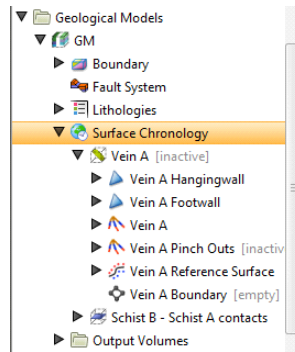 Geological Models
GM
Boundary
Fault System
Lithologies
Surface Chronology
Vein A [inactive]
Vein A Hangingwall
Vein A Footwall
Vein A
Vein A Pinch Outs [inactiv
Vein A Reference Surface
Vein A Boundary [empty]
Schist B - Schist A contacts
Output Volumes